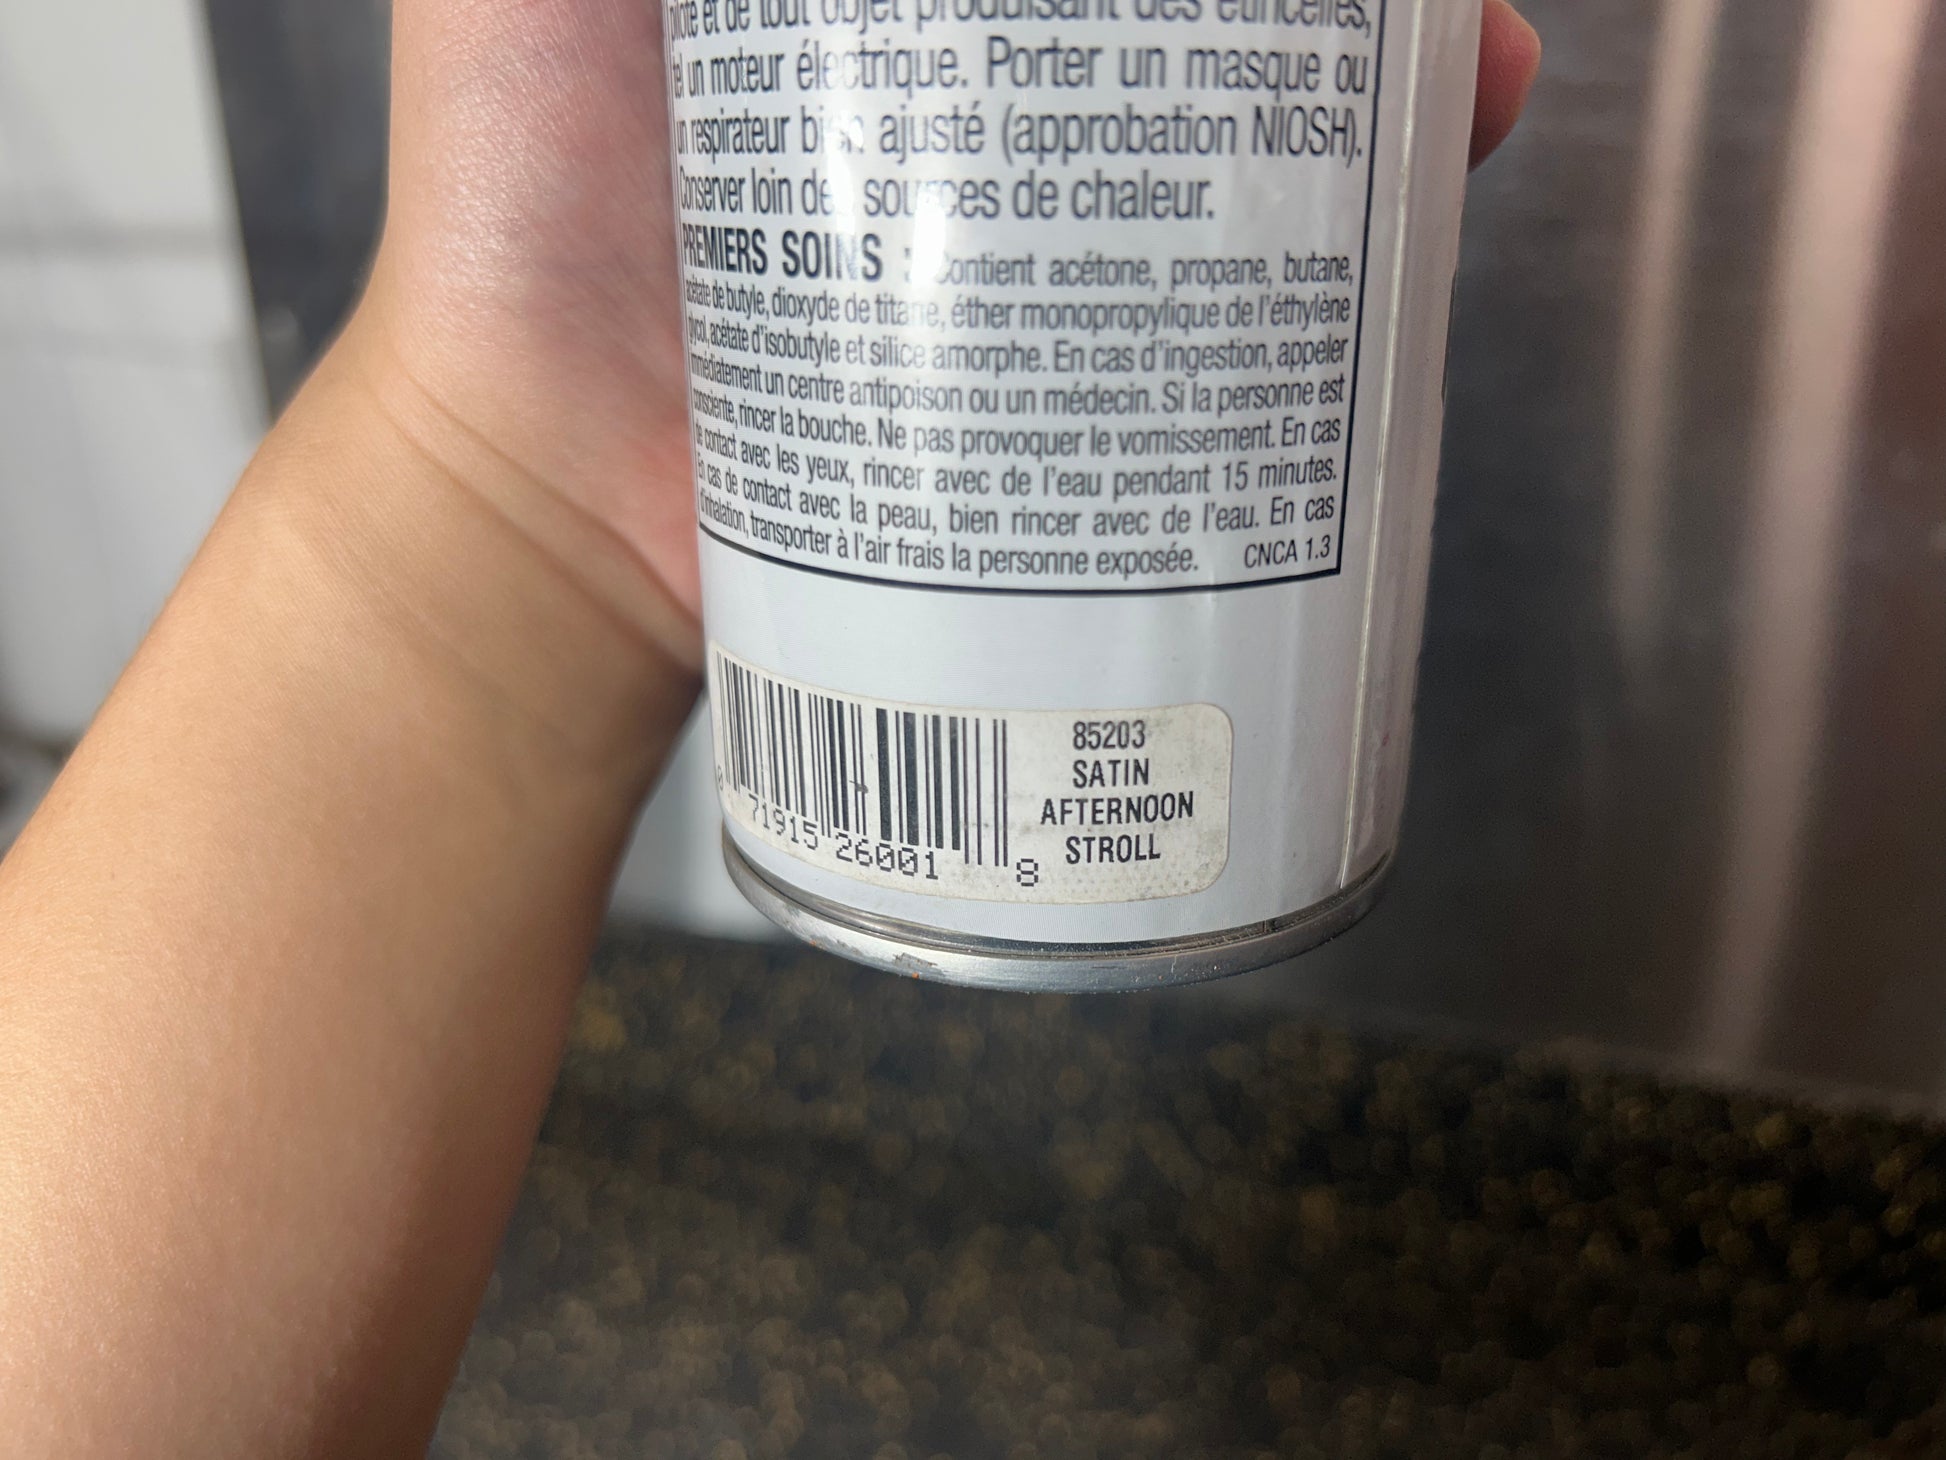 pilote et de tout objet produisant des étincelles,
tel un moteur électrique. Porter un masque ou
un respirateur bien ajusté (approbation NIOSH).
Conserver loin des sources de chaleur.
PREMIERS SOINS : Contient acétone, propane, butane,
acétate de butyle, dioxyde de titane, éther monopropylique de l'éthylène
glycol, acétate d'isobutyle et silice amorphe. En cas d'ingestion, appeler
immédiatement un centre antipoison ou un médecin. Si la personne est
consciente, rincer la bouche. Ne pas provoquer le vomissement. En cas
de contact avec les yeux, rincer avec de l'eau pendant 15 minutes.
En cas de contact avec la peau, bien rincer avec de l'eau. En cas
d'inhalation, transporter à l'air frais la personne exposée. CNCA 1.3
85203
SATIN
AFTERNOON
STROLL
0 71915 26001 8